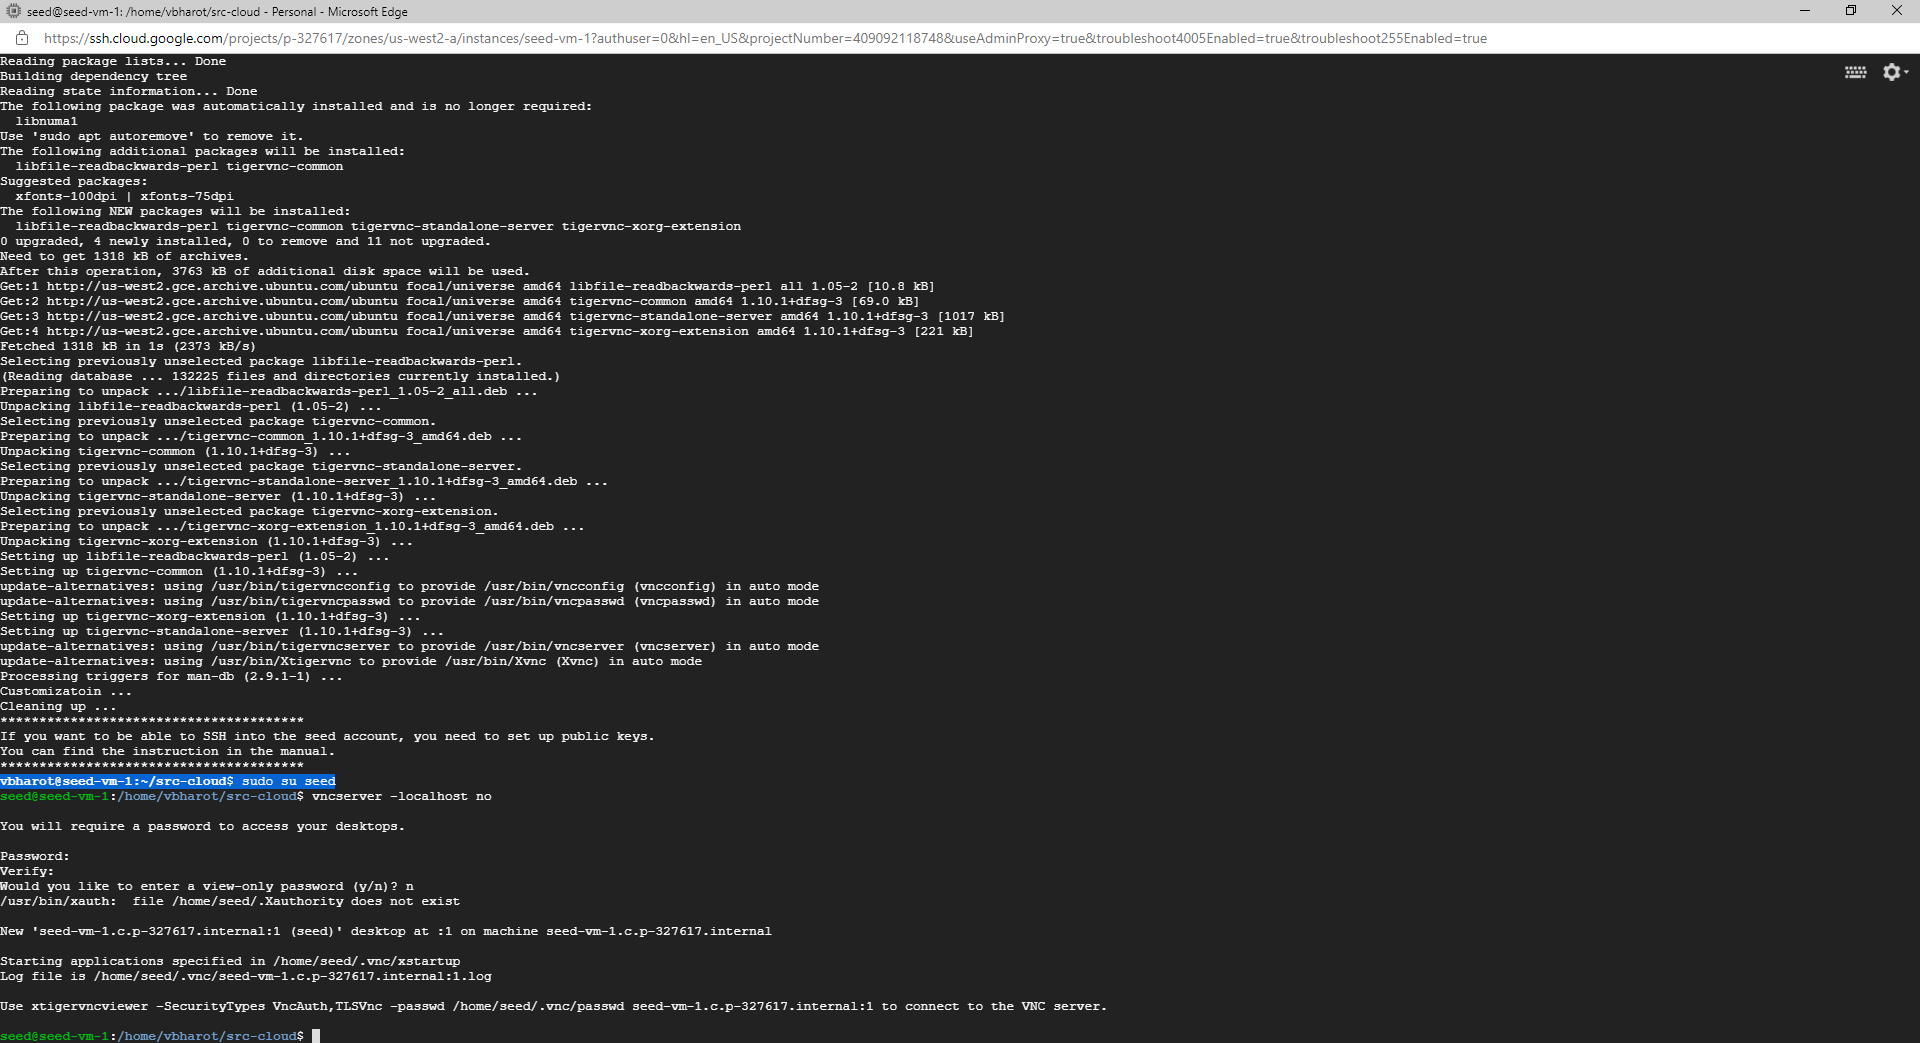 seed@seed-vm-1: /home/vbharot/src-cloud - Personal - Microsoft Edge
https://ssh.cloud.google.com/projects/p-327617/zones/us-west2-a/instances/seed-vm-1?authuser=0&hl=en_US&projectNumber=409092118748&useAdminProxy=true&troubleshoot4005Enabled=true&troubleshoot255Enabled=true
Reading package lists... Done
Building dependency tree
Reading state information... Done
The following package was automatically installed and is no longer required:
  libnuma1
Use 'sudo apt autoremove' to remove it.
The following additional packages will be installed:
  libfile-readbackwards-perl tigervnc-common
Suggested packages:
  xfonts-100dpi | xfonts-75dpi
The following NEW packages will be installed:
  libfile-readbackwards-perl tigervnc-common tigervnc-standalone-server tigervnc-xorg-extension
0 upgraded, 4 newly installed, 0 to remove and 11 not upgraded.
Need to get 1318 kB of archives.
After this operation, 3763 kB of additional disk space will be used.
Get:1 http://us-west2.gce.archive.ubuntu.com/ubuntu focal/universe amd64 libfile-readbackwards-perl all 1.05-2 [10.8 kB]
Get:2 http://us-west2.gce.archive.ubuntu.com/ubuntu focal/universe amd64 tigervnc-common amd64 1.10.1+dfsg-3 [69.0 kB]
Get:3 http://us-west2.gce.archive.ubuntu.com/ubuntu focal/universe amd64 tigervnc-standalone-server amd64 1.10.1+dfsg-3 [1017 kB]
Get:4 http://us-west2.gce.archive.ubuntu.com/ubuntu focal/universe amd64 tigervnc-xorg-extension amd64 1.10.1+dfsg-3 [221 kB]
Fetched 1318 kB in 1s (2373 kB/s)
Selecting previously unselected package libfile-readbackwards-perl.
(Reading database ... 132225 files and directories currently installed.)
Preparing to unpack .../libfile-readbackwards-perl_1.05-2_all.deb ...
Unpacking libfile-readbackwards-perl (1.05-2) ...
Selecting previously unselected package tigervnc-common.
Preparing to unpack .../tigervnc-common_1.10.1+dfsg-3_amd64.deb ...
Unpacking tigervnc-common (1.10.1+dfsg-3) ...
Selecting previously unselected package tigervnc-standalone-server.
Preparing to unpack .../tigervnc-standalone-server_1.10.1+dfsg-3_amd64.deb ...
Unpacking tigervnc-standalone-server (1.10.1+dfsg-3) ...
Selecting previously unselected package tigervnc-xorg-extension.
Preparing to unpack .../tigervnc-xorg-extension_1.10.1+dfsg-3_amd64.deb ...
Unpacking tigervnc-xorg-extension (1.10.1+dfsg-3) ...
Setting up libfile-readbackwards-perl (1.05-2) ...
Setting up tigervnc-common (1.10.1+dfsg-3) ...
update-alternatives: using /usr/bin/tigervncconfig to provide /usr/bin/vncconfig (vncconfig) in auto mode
update-alternatives: using /usr/bin/tigervncpasswd to provide /usr/bin/vncpasswd (vncpasswd) in auto mode
Setting up tigervnc-xorg-extension (1.10.1+dfsg-3) ...
Setting up tigervnc-standalone-server (1.10.1+dfsg-3) ...
update-alternatives: using /usr/bin/tigervncserver to provide /usr/bin/vncserver (vncserver) in auto mode
update-alternatives: using /usr/bin/Xtigervnc to provide /usr/bin/Xvnc (Xvnc) in auto mode
Processing triggers for man-db (2.9.1-1) ...
Customizatoin ...
Cleaning up ...
***************************************
If you want to be able to SSH into the seed account, you need to set up public keys.
You can find the instruction in the manual.
***************************************
vbharot@seed-vm-1:~/src-cloud$ sudo su seed
seed@seed-vm-1:/home/vbharot/src-cloud$ vncserver -localhost no

You will require a password to access your desktops.

Password:
Verify:
Would you like to enter a view-only password (y/n)? n
/usr/bin/xauth:  file /home/seed/.Xauthority does not exist

New 'seed-vm-1.c.p-327617.internal:1 (seed)' desktop at :1 on machine seed-vm-1.c.p-327617.internal

Starting applications specified in /home/seed/.vnc/xstartup
Log file is /home/seed/.vnc/seed-vm-1.c.p-327617.internal:1.log

Use xtigervncviewer -SecurityTypes VncAuth,TLSVnc -passwd /home/seed/.vnc/passwd seed-vm-1.c.p-327617.internal:1 to connect to the VNC server.

seed@seed-vm-1:/home/vbharot/src-cloud$